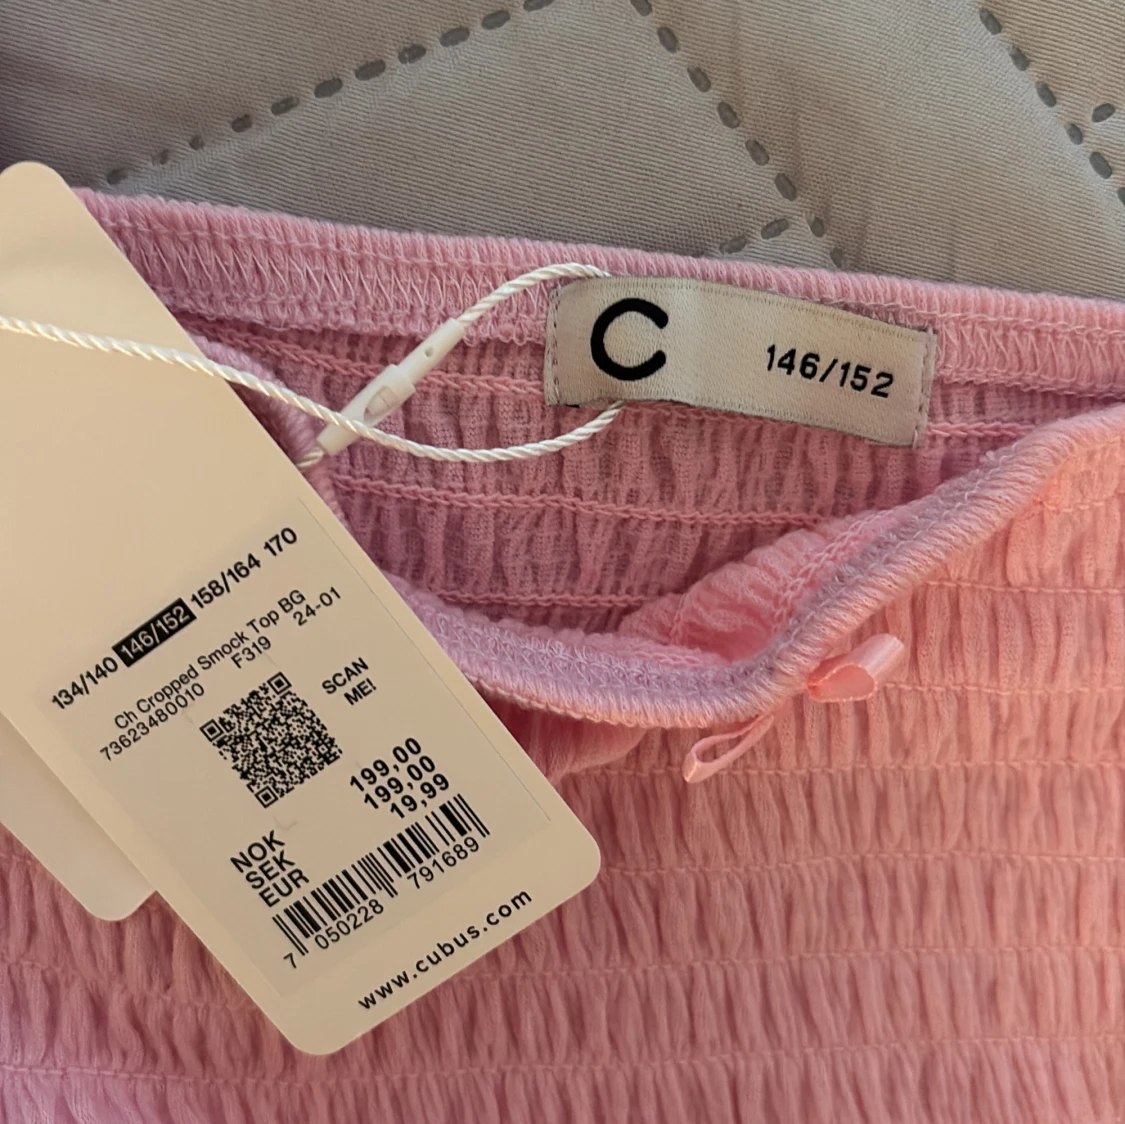 C 146/152
134/140 146/152 158/164 170
Ch Cropped Smock Top BG
73623480010 F319 24-01
SCAN
ME!
NOK 199,00
SEK 199,00
EUR 19,99
7 050228 791689
www.cubus.com